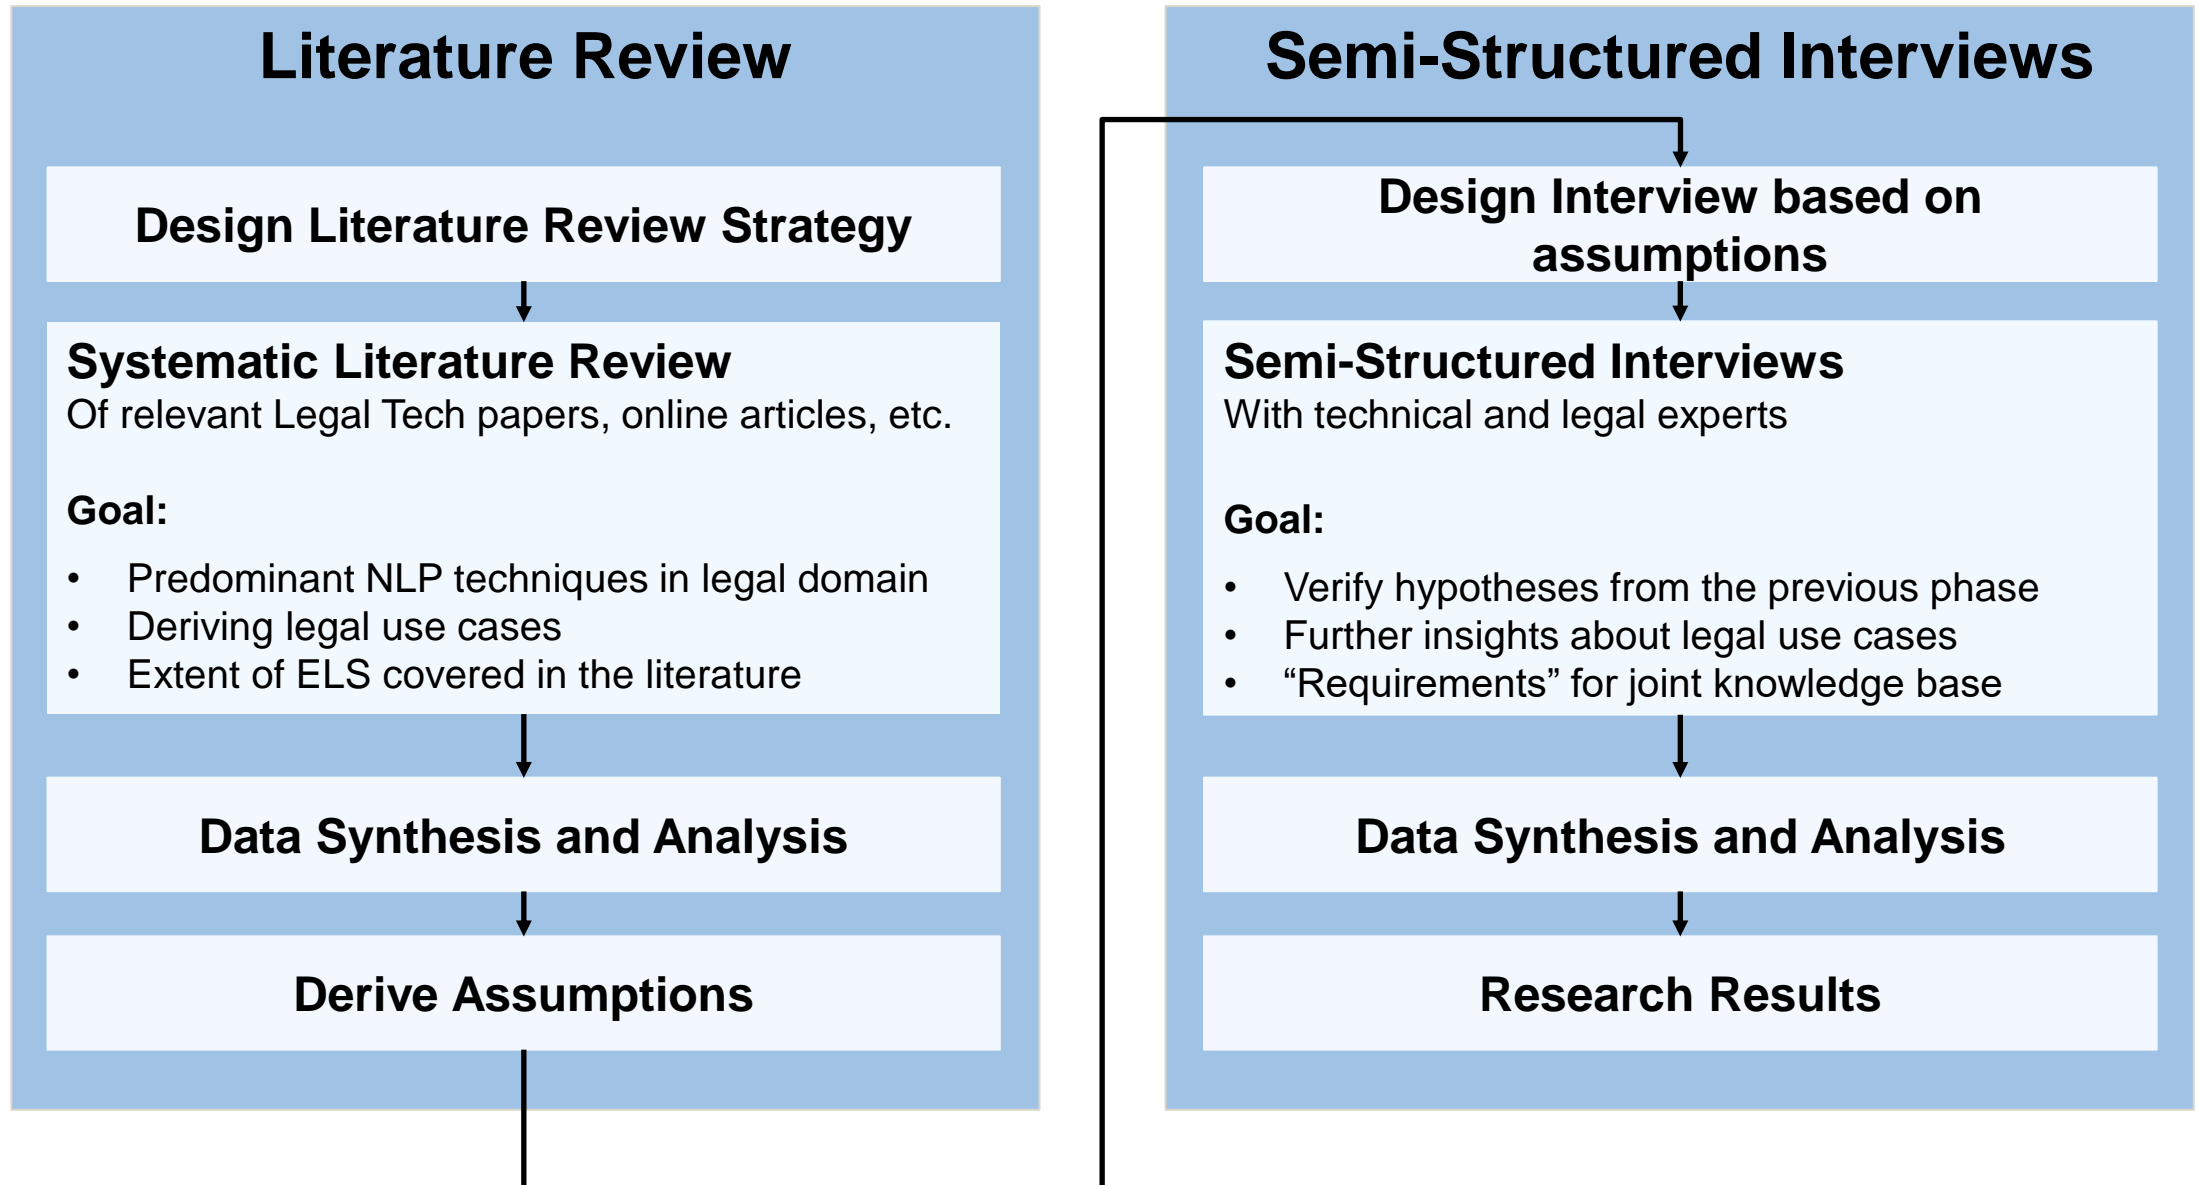 Literature Review
Design Literature Review Strategy
Systematic Literature Review
Of relevant Legal Tech papers, online articles, etc.
Goal:
• Predominant NLP techniques in legal domain
• Deriving legal use cases
• Extent of ELS covered in the literature
Data Synthesis and Analysis
Derive Assumptions
Semi-Structured Interviews
Design Interview based on
assumptions
Semi-Structured Interviews
With technical and legal experts
Goal:
• Verify hypotheses from the previous phase
• Further insights about legal use cases
• “Requirements” for joint knowledge base
Data Synthesis and Analysis
Research Results